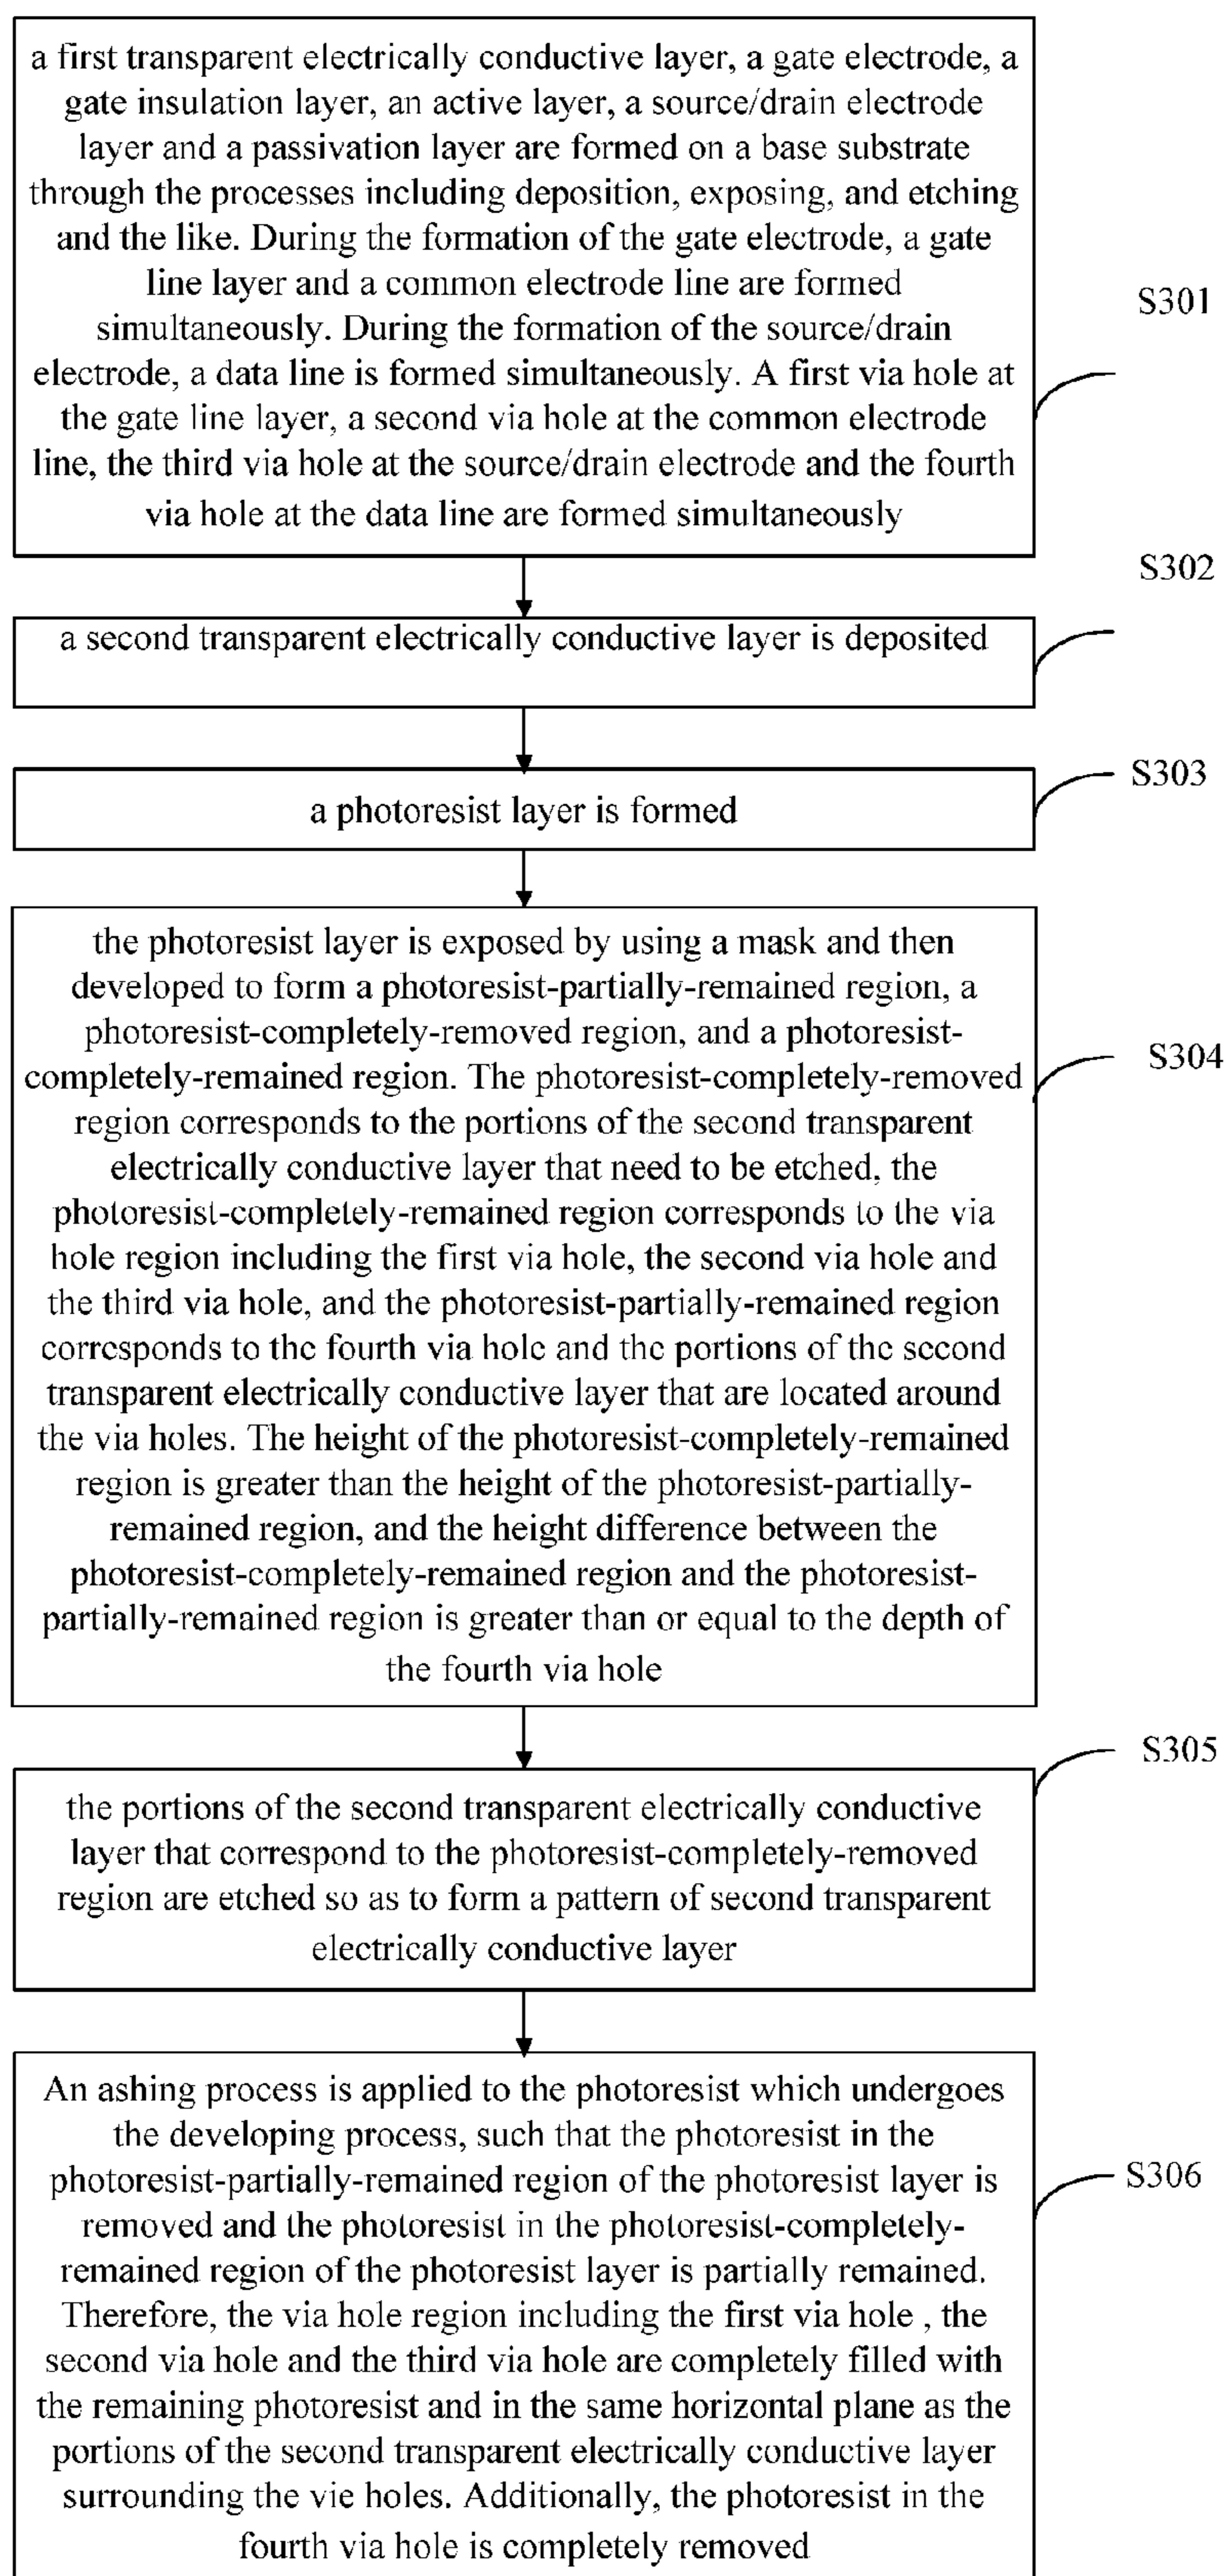 a first transparent electrically conductive layer, a gate electrode, a
gate insulation layer, an active layer, a source/drain electrode
layer and a passivation layer are formed on a base substrate
through the processes including deposition, exposing, and etching
and the like. During the formation of the gate electrode, a gate
line layer and a common electrode line are formed
simultaneously. During the formation of the source/drain
electrode, a data line is formed simultaneously. A first via hole at
the gate line layer, a second via hole at the common electrode
line, the third via hole at the source/drain electrode and the fourth
via hole at the data line are formed simultaneously
S301
S302
a second transparent electrically conductive layer is deposited
S303
a photoresist layer is formed
the photoresist layer is exposed by using a mask and then
developed to form a photoresist-partially-remained region, a
photoresist-completely-removed region, and a photoresist-
completely-remained region. The photoresist-completely-removed
region corresponds to the portions of the second transparent
electrically conductive layer that need to be etched, the
photoresist-completely-remained region corresponds to the via
hole region including the first via hole, the second via hole and
the third via hole, and the photoresist-partially-remained region
corresponds to the fourth via hole and the portions of the second
transparent electrically conductive layer that are located around
the via holes. The height of the photoresist-completely-remained
region is greater than the height of the photoresist-partially-
remained region, and the height difference between the
photoresist-completely-remained region and the photoresist-
partially-remained region is greater than or equal to the depth of
the fourth via hole
S304
S305
the portions of the second transparent electrically conductive
layer that correspond to the photoresist-completely-removed
region are etched so as to form a pattern of second transparent
electrically conductive layer
An ashing process is applied to the photoresist which undergoes
the developing process, such that the photoresist in the
photoresist-partially-remained region of the photoresist layer is
removed and the photoresist in the photoresist-completely-
remained region of the photoresist layer is partially remained.
Therefore, the via hole region including the first via hole , the
second via hole and the third via hole are completely filled with
the remaining photoresist and in the same horizontal plane as the
portions of the second transparent electrically conductive layer
surrounding the vie holes. Additionally, the photoresist in the
fourth via hole is completely removed
S306